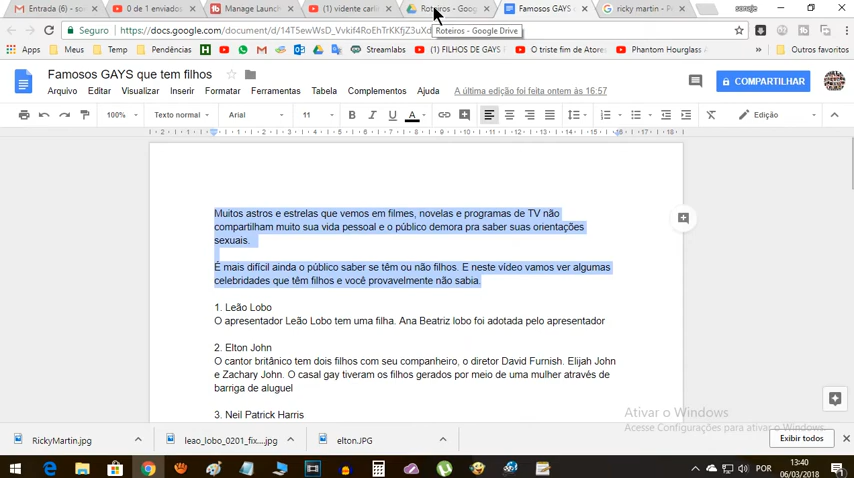 Entrada (6) - so
0 de 1 enviados
Manage Launch
(1) vidente carli
Roteiros - Goog
Famosos GAYS
ricky martin - P
soraje
Seguro
https://docs.google.com/document/d/
Roteiros - Google Drive
Apps
Meus
Temp
Pendências
Streamlabs
(1) FILHOS DE GAYS
O triste fim de Ator
Phantom Hourglass
»
Outros favoritos
Famosos GAYS que tem filhos
Arquivo Editar Visualizar Inserir Formatar Ferramentas Tabela Complementos Ajuda
A última edição foi feita ontem às 16:57
COMPARTILHAR
100% Texto normal Arial 11 B I U A Edição
Muitos astros e estrelas que vemos em filmes, novelas e programas de TV não
compartilham muito sua vida pessoal e o público demora pra saber suas orientações
sexuais.
É mais difícil ainda o público saber se têm ou não filhos. E neste vídeo vamos ver algumas
celebridades que têm filhos e você provavelmente não sabia.
1. Leão Lobo
O apresentador Leão Lobo tem uma filha. Ana Beatriz lobo foi adotada pelo apresentador
2. Elton John
O cantor britânico tem dois filhos com seu companheiro, o diretor David Furnish. Elijah John
e Zachary John. O casal gay tiveram os filhos gerados por meio de uma mulher através de
barriga de aluguel
3. Neil Patrick Harris
Ativar o Windows
Acesse Configurações para ativar o Windows.
RickyMartin.jpg
leao_lobo_0201_fix....jpg
elton.JPG
Exibir todos
POR
13:40
06/03/2018